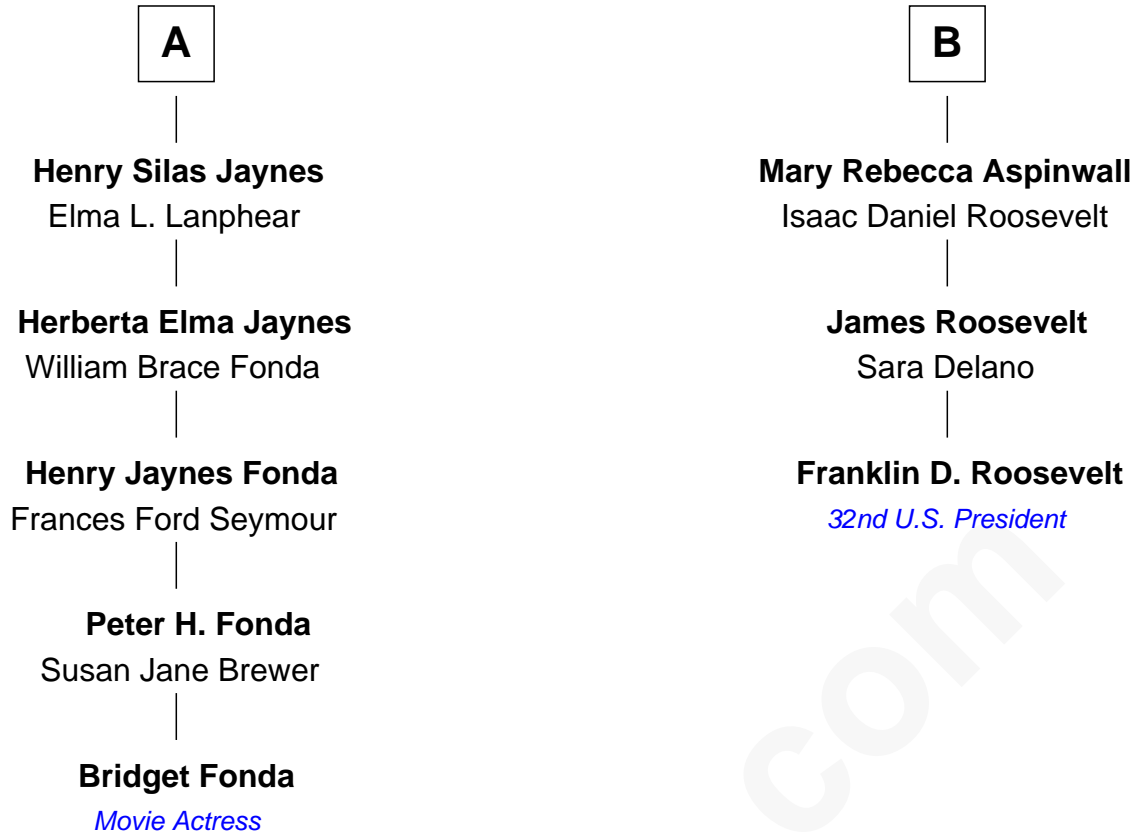 A
Henry Silas Jaynes
Elma L. Lanphear
Herberta Elma Jaynes
William Brace Fonda
Henry Jaynes Fonda
Frances Ford Seymour
Peter H. Fonda
Susan Jane Brewer
Bridget Fonda
Movie Actress
B
Mary Rebecca Aspinwall
Isaac Daniel Roosevelt
James Roosevelt
Sara Delano
Franklin D. Roosevelt
32nd U.S. President
com